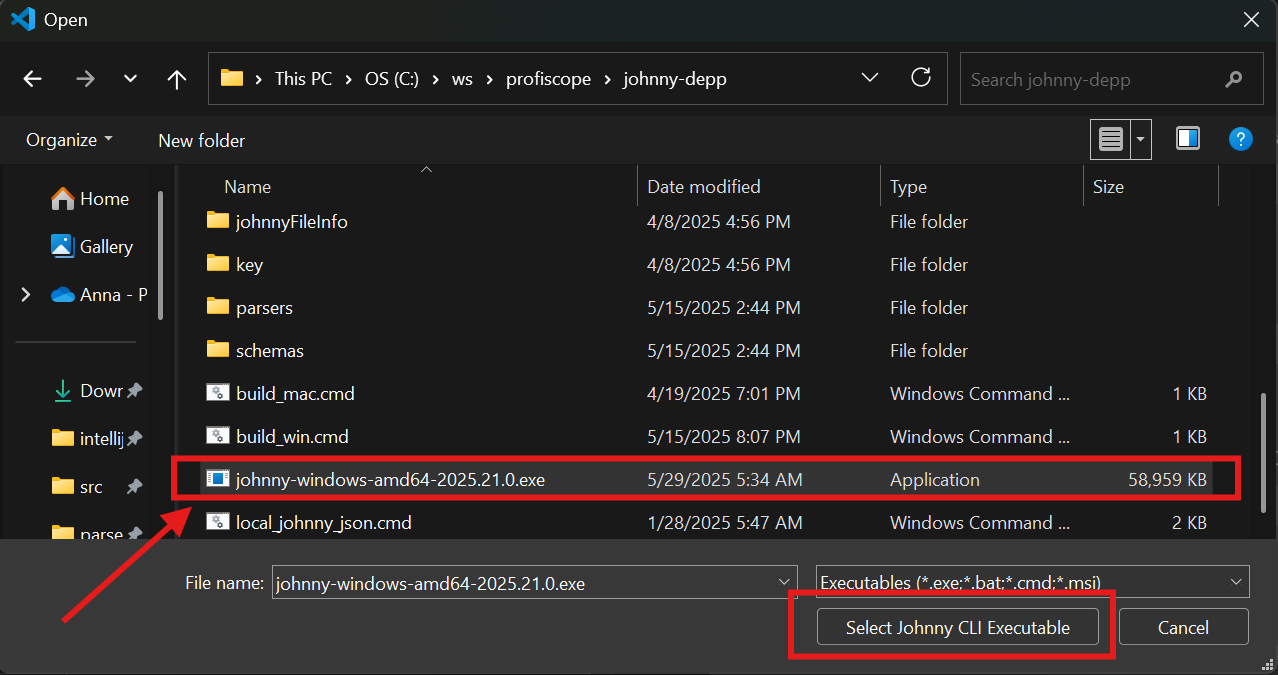 Open
This PC > OS (C:) > ws > profiscope > johnny-depp
Search johnny-depp
Organize
New folder
Name Date modified Type Size
Home
Gallery
Anna - P
Dowr
intellij
src
parse
johnnyFileInfo 4/8/2025 4:56 PM File folder
key 4/8/2025 4:56 PM File folder
parsers 5/15/2025 2:44 PM File folder
schemas 5/15/2025 2:44 PM File folder
build_mac.cmd 4/19/2025 7:01 PM Windows Command ... 1 KB
build_win.cmd 5/15/2025 8:07 PM Windows Command ... 1 KB
johnny-windows-amd64-2025.21.0.exe 5/29/2025 5:34 AM Application 58,959 KB
local_johnny_json.cmd 1/28/2025 5:47 AM Windows Command ... 2 KB
File name: johnny-windows-amd64-2025.21.0.exe
Executables (*.exe;*.bat;*.cmd;*.msi)
Select Johnny CLI Executable
Cancel